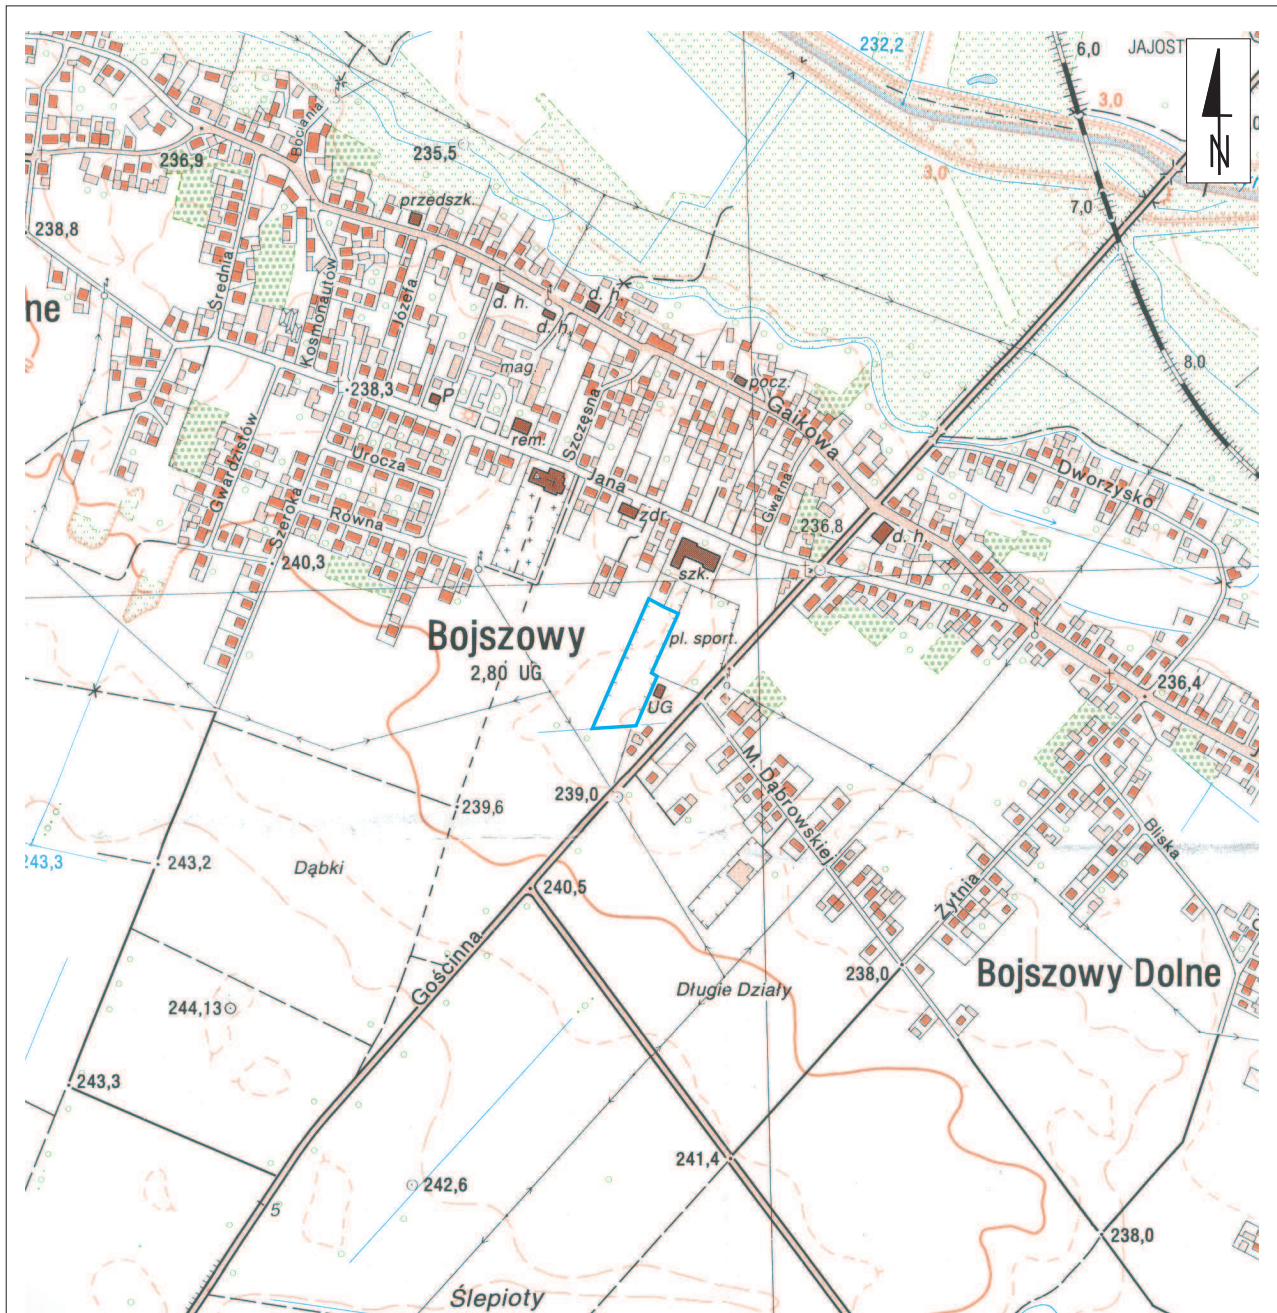 232,2
6,0
JAJOST
3,0
N
Bociania
236,9
235,5
3,0
przedszk.
7,0
238,8
Średnia
Kosmonautów
Józefa
d. h.
d. h.
d. h.
ne
8,0
mag.
pocz.
238,3
P
Gaikowa
Szczęsna
rem.
Gwardzistów
Urocza
Jana
Dworzysko
Gwarna
Szeroka
Równa
zdr.
236,8
d. h.
240,3
szk.
Bojszowy
pl. sport.
2,80 UG
UG
236,4
M. Dąbrowskiej
239,0
239,6
Bliska
243,3
243,2
Dąbki
240,5
Żytnia
Gościnna
238,0
Bojszowy Dolne
Długie Działy
244,13
243,3
241,4
242,6
5
238,0
Ślepioty